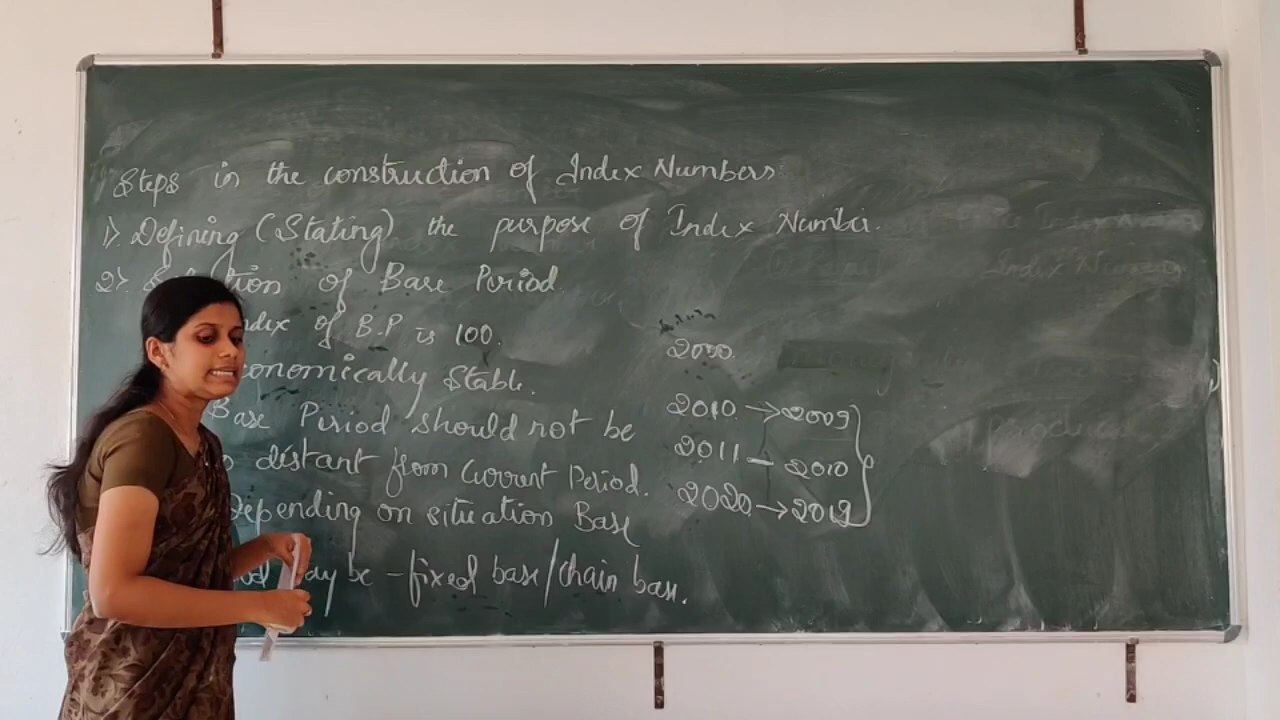 Steps in the construction of Index Numbers
1). Defining (Stating) the purpose of Index Number.
2) of Base Period.
of B.P is 100.
2000.
Economically Stable.
Base Period should not be
2010 → 2009
distant from Current Period.
2011 – 2010
Depending on situation Base
2020 → 2019
may be - fixed base/chain base.